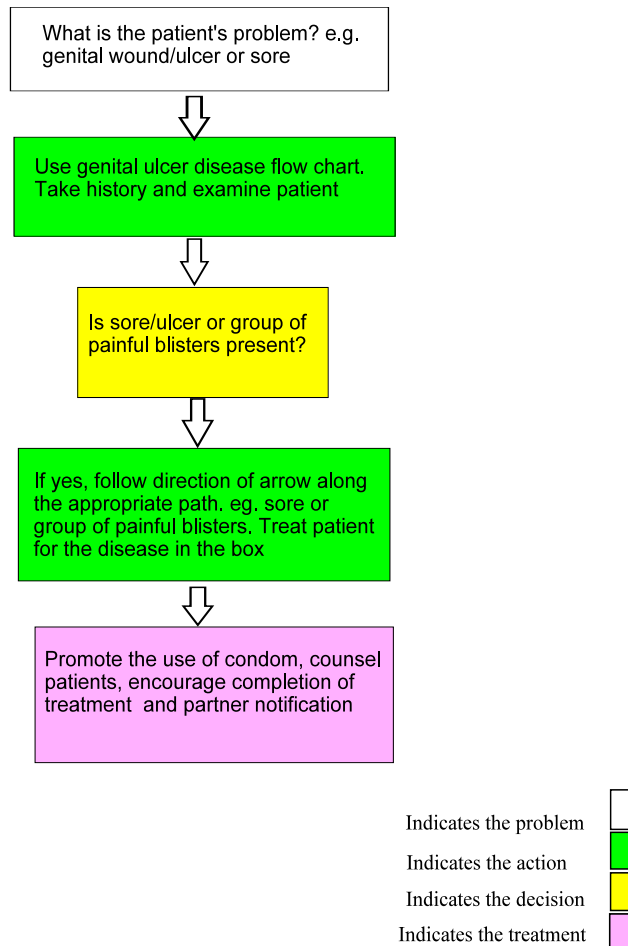 What is the patient's problem? e.g.
genital wound/ulcer or sore
Use genital ulcer disease flow chart.
Take history and examine patient
Is sore/ulcer or group of
painful blisters present?
If yes, follow direction of arrow along
the appropriate path. eg. sore or
group of painful blisters. Treat patient
for the disease in the box
Promote the use of condom, counsel
patients, encourage completion of
treatment and partner notification
Indicates the problem
Indicates the action
Indicates the decision
Indicates the treatment